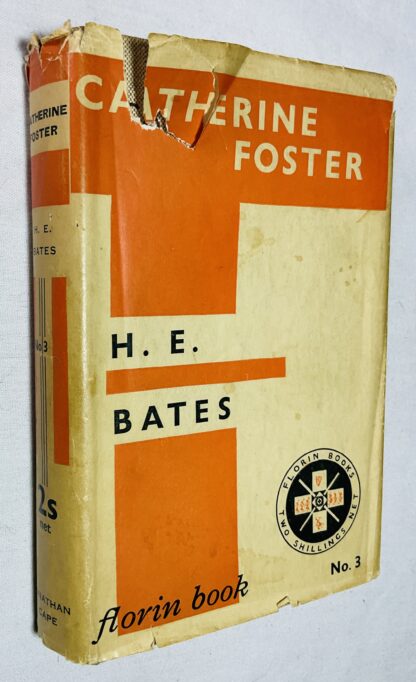 CATHERINE
FOSTER
H. E.
BATES
FLORIN BOOKS
TWO SHILLINGS NET
No. 3
florin book
CATHERINE
FOSTER
H. E.
BATES
No 3
2s
net
JONATHAN
CAPE